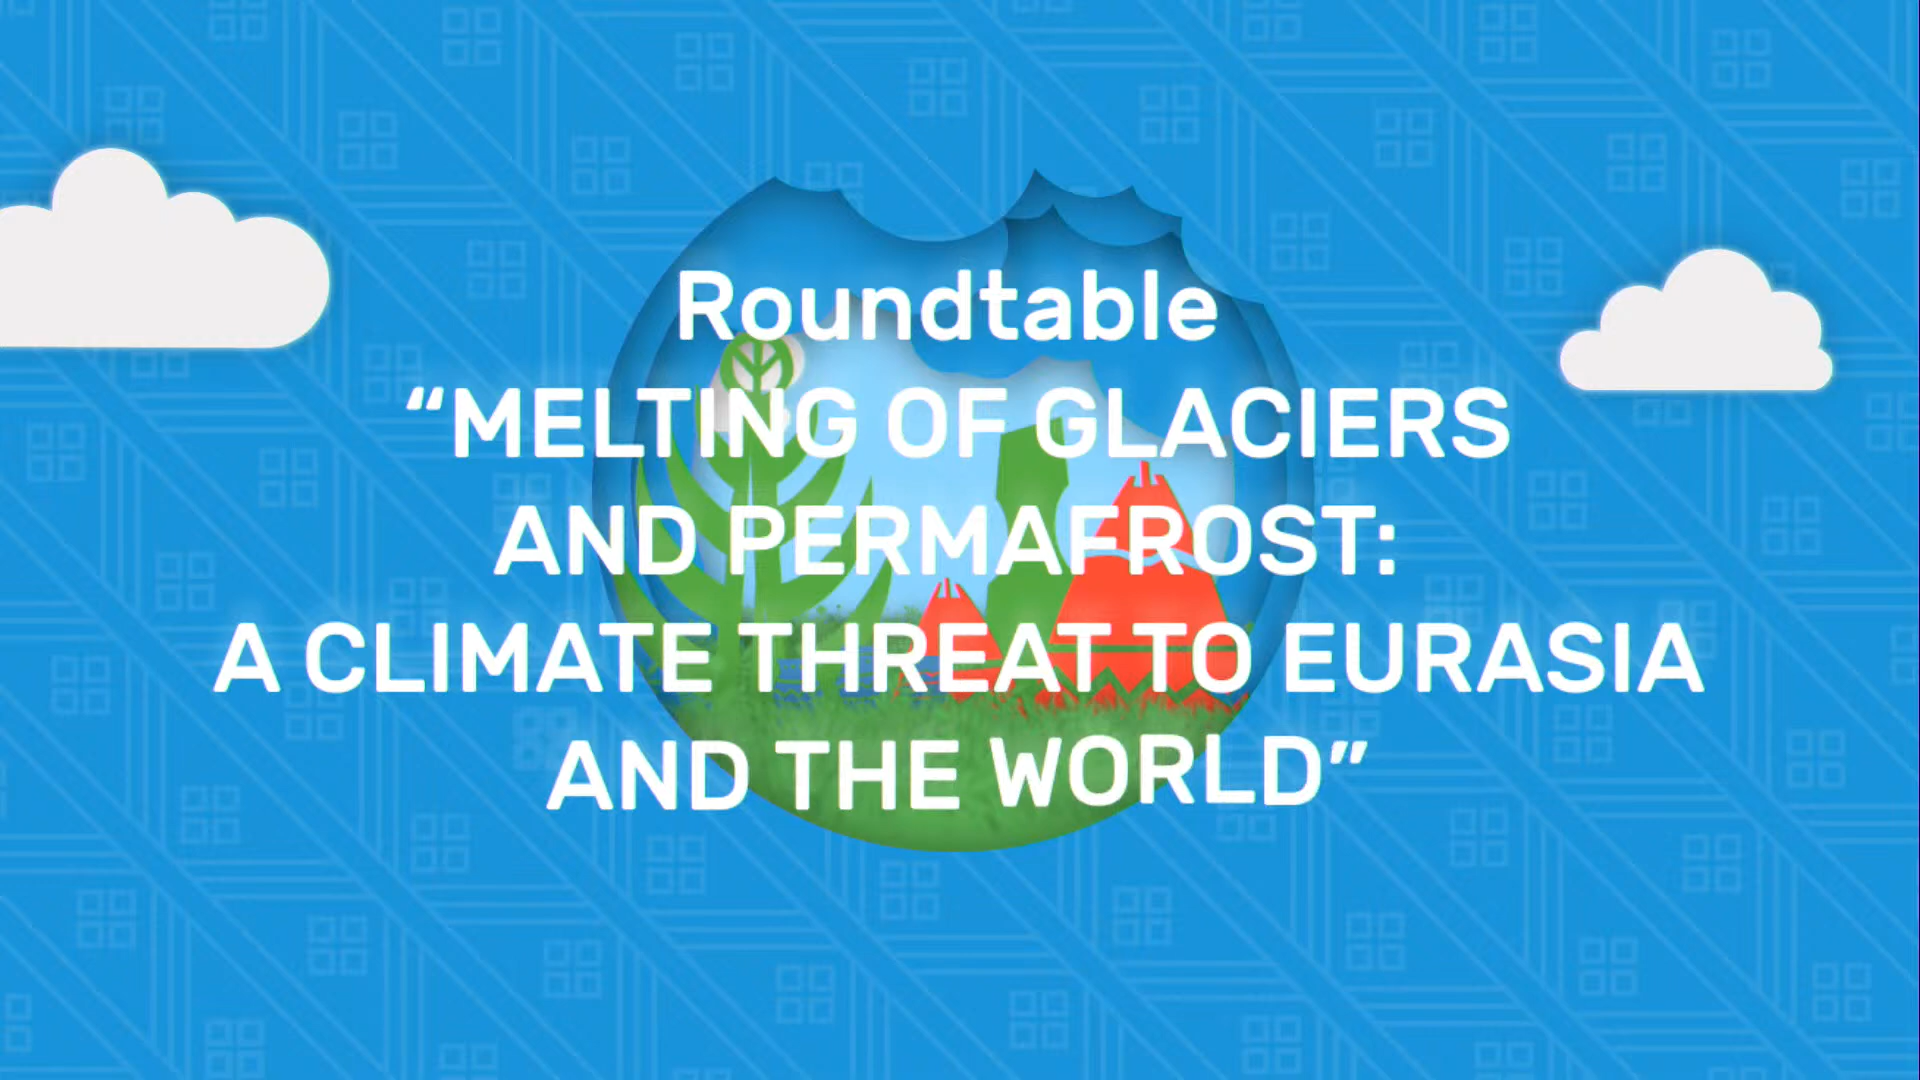 Roundtable
“MELTING OF GLACIERS
AND PERMAFROST:
A CLIMATE THREAT TO EURASIA
AND THE WORLD”